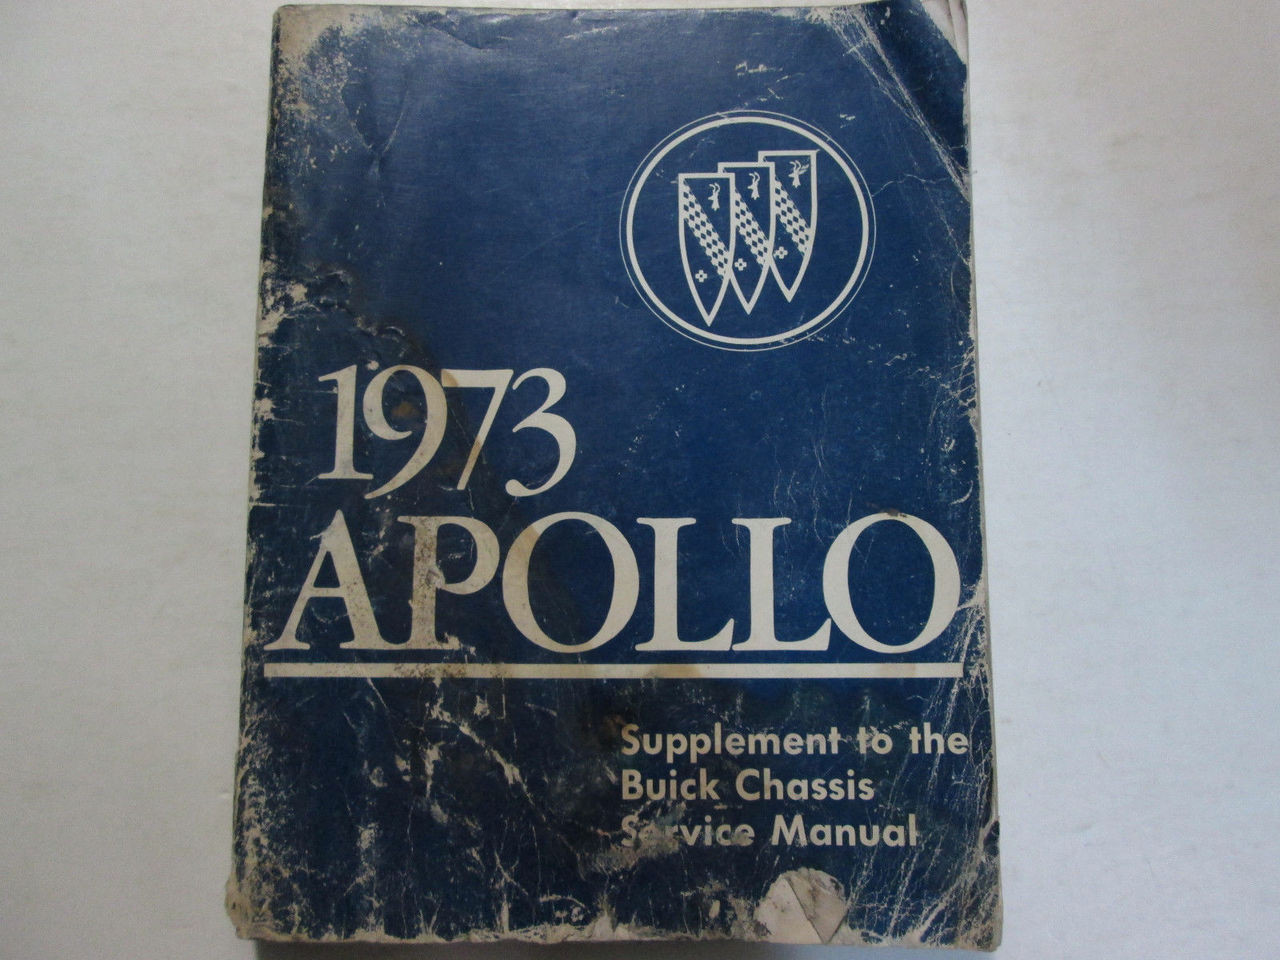 1973
APOLLO
Supplement to the
Buick Chassis
Service Manual